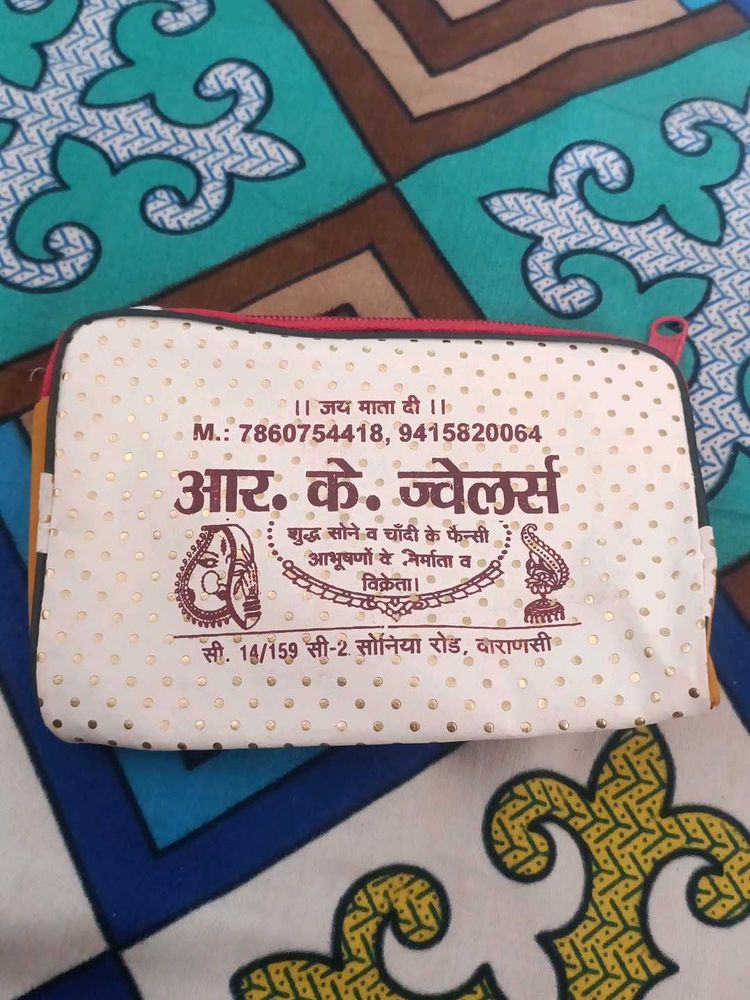 ।। जय माता दी ।।
M.: 7860754418, 9415820064
आर. के. ज्वेलर्स
शुद्ध सोने व चाँदी के फेन्सी
आभूषणों के निर्माता व
विक्रेता।
सी. 14/159 सी-2 सोनिया रोड, वाराणसी